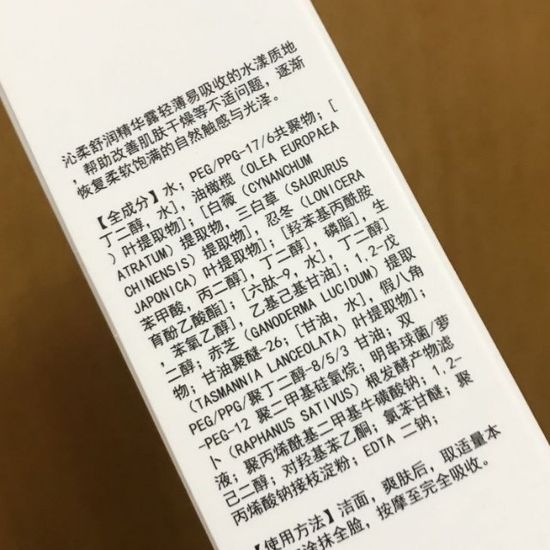 沁柔舒润精华露轻薄易吸收的水漾质地
，帮助改善肌肤干燥等不适问题，逐渐
恢复柔软饱满的自然触感与光泽。
【全成分】水；PEG/PPG-17/6共聚物；[
丁二醇，水]，油橄榄（OLEA EUROPAEA
）叶提取物]；[白薇（CYNANCHUM
ATRATUM）提取物，三白草（SAURURUS
CHINENSIS）提取物，忍冬（LONICERA
JAPONICA）叶提取物]；[羟苯基丙酰胺
苯甲酸，丙二醇]，丁二醇]，磷脂]，生
育酚乙酸酯]；[六肽-9，水]，丁二醇]
，苯氧乙醇]，乙基己基甘油]；1,2-戊
二醇；赤芝（GANODERMA LUCIDUM）提取
物；甘油聚醚-26；[甘油，水]，假八角
（TASMANNIA LANCEOLATA）叶提取物]；
PEG/PPG/聚丁二醇-8/5/3 甘油；双
-PEG-12 聚二甲基硅氧烷；明串球菌/萝
卜（RAPHANUS SATIVUS）根发酵产物滤
液；聚丙烯酰基二甲基牛磺酸钠；1,2-
己二醇；对羟基苯乙酮；氯苯甘醚；聚
丙烯酸钠接枝淀粉；EDTA 二钠；
【使用方法】洁面，爽肤后，取适量本
涂抹全脸，按摩至完全吸收。